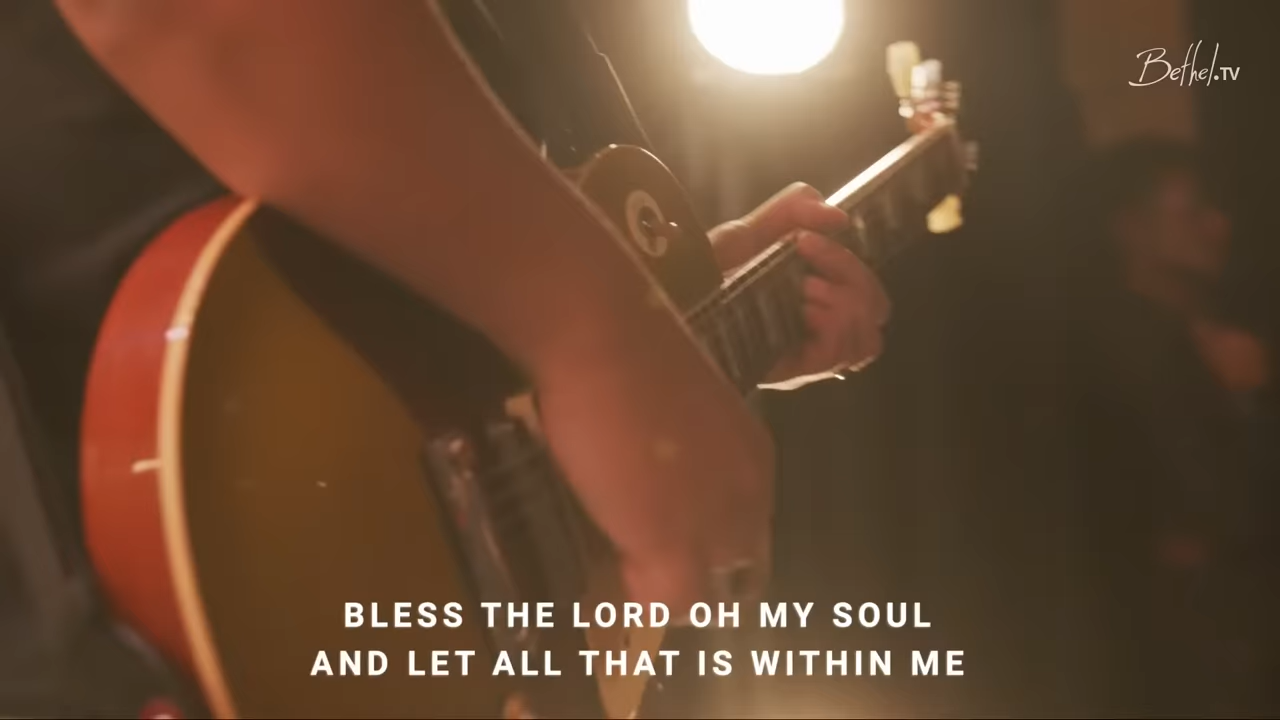 Bethel.TV
BLESS THE LORD OH MY SOUL
AND LET ALL THAT IS WITHIN ME